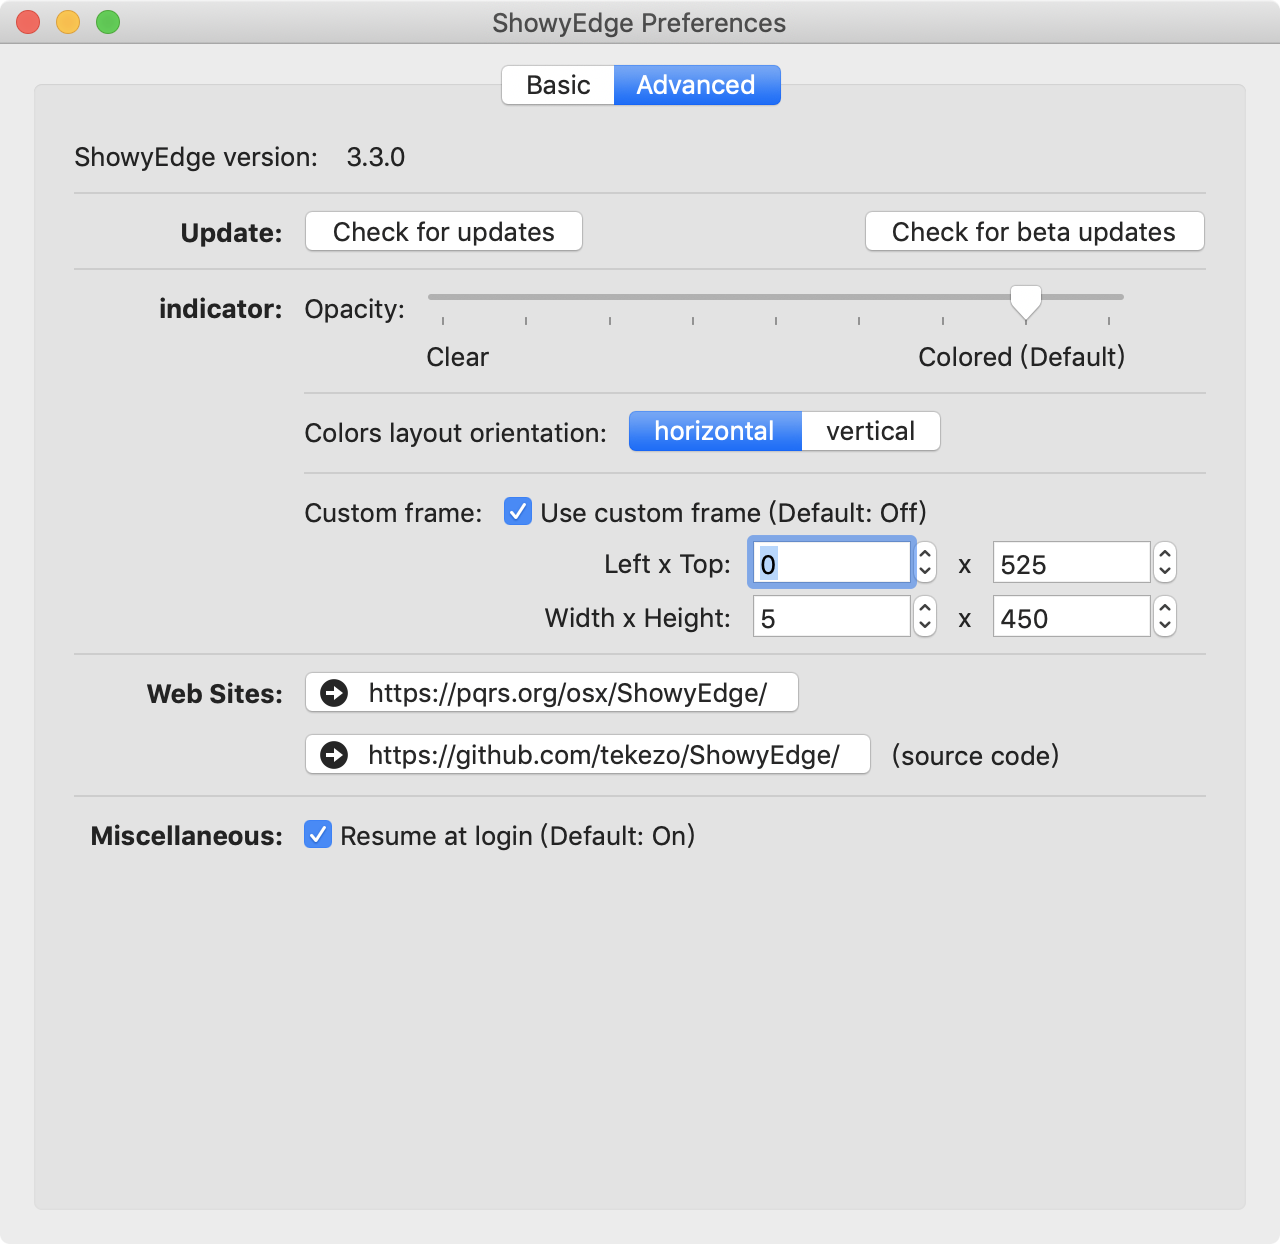 ShowyEdge Preferences
Basic Advanced
ShowyEdge version: 3.3.0
Update: Check for updates Check for beta updates
indicator: Opacity:
Clear Colored (Default)
Colors layout orientation: horizontal vertical
Custom frame: Use custom frame (Default: Off)
Left x Top: 0 x 525
Width x Height: 5 x 450
Web Sites: https://pqrs.org/osx/ShowyEdge/
https://github.com/tekezo/ShowyEdge/ (source code)
Miscellaneous: Resume at login (Default: On)